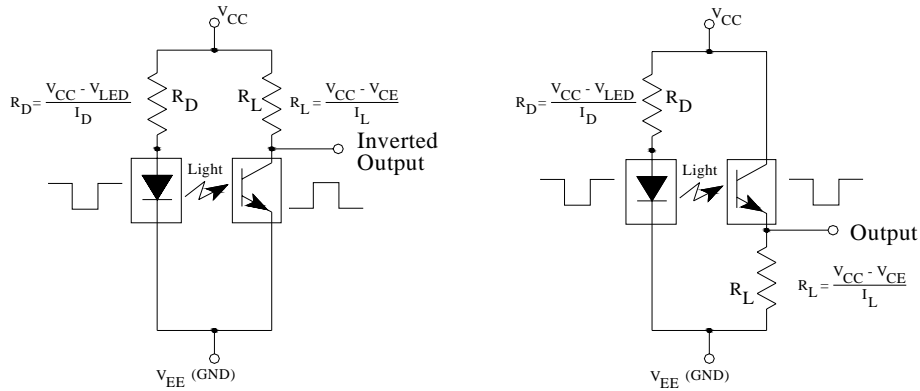 VCC
RD = VCC - VLED / ID
RD
RL
RL = VCC - VCE / IL
Inverted
Output
Light
VEE (GND)
VCC
RD = VCC - VLED / ID
RD
Light
Output
RL
RL = VCC - VCE / IL
VEE (GND)